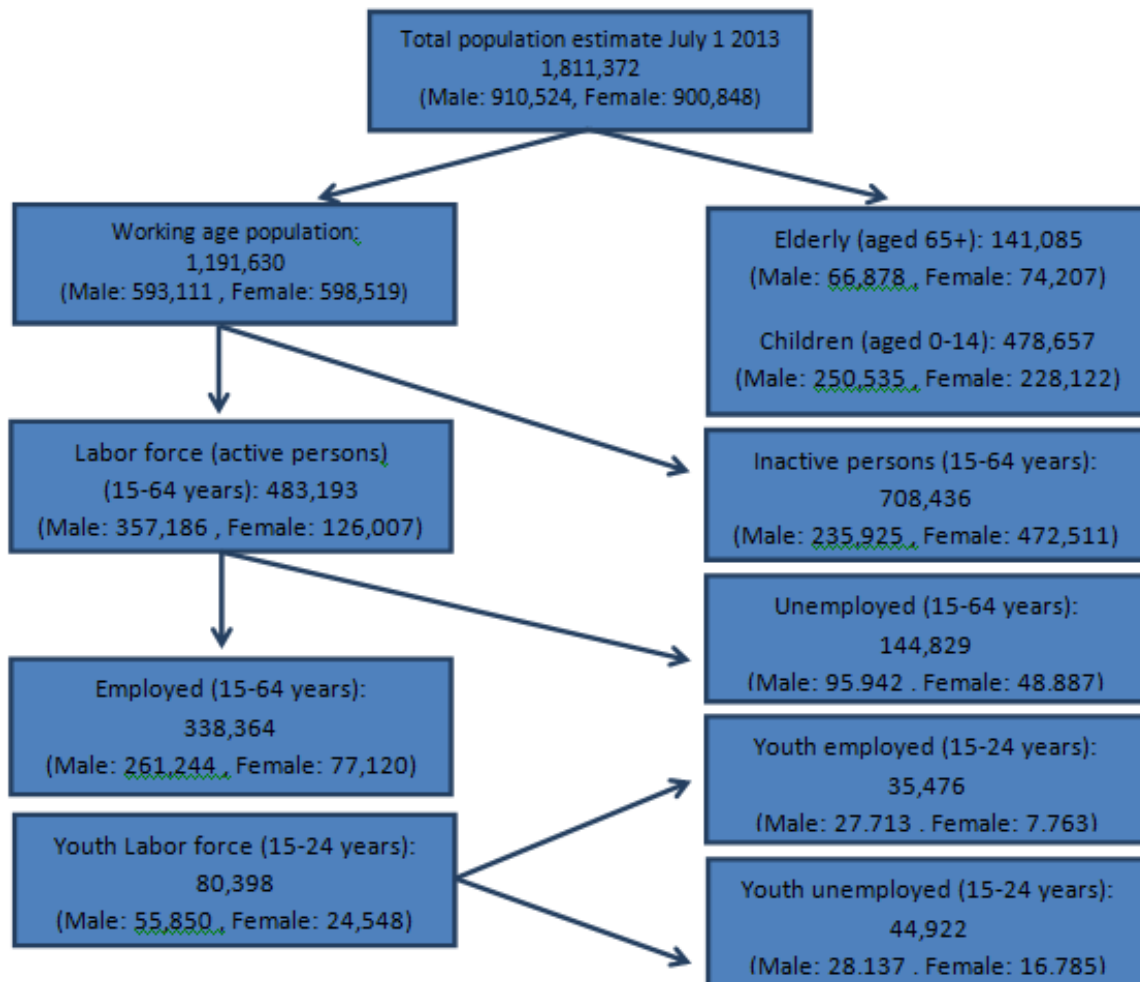 Total population estimate July 1 2013
1,811,372
(Male: 910,524, Female: 900,848)
Working age population:
1,191,630
(Male: 593,111 , Female: 598,519)
Elderly (aged 65+): 141,085
(Male: 66,878 , Female: 74,207)
Children (aged 0-14): 478,657
(Male: 250,535 , Female: 228,122)
Labor force (active persons)
(15-64 years): 483,193
(Male: 357,186 , Female: 126,007)
Inactive persons (15-64 years):
708,436
(Male: 235,925 , Female: 472,511)
Unemployed (15-64 years):
144,829
(Male: 95,942 , Female: 48,887)
Employed (15-64 years):
338,364
(Male: 261,244 , Female: 77,120)
Youth employed (15-24 years):
35,476
(Male: 27,713 , Female: 7,763)
Youth Labor force (15-24 years):
80,398
(Male: 55,850 , Female: 24,548)
Youth unemployed (15-24 years):
44,922
(Male: 28,137 , Female: 16,785)